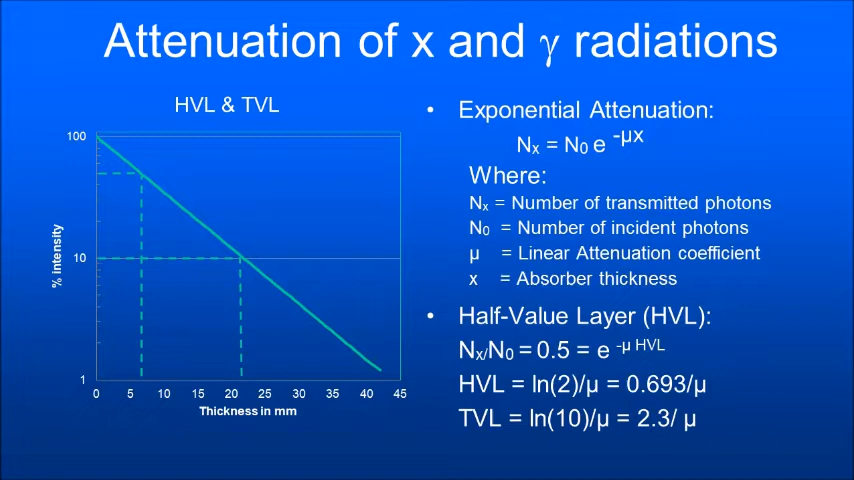 Attenuation of x and γ radiations
HVL & TVL
100
10
1
% intensity
0 5 10 15 20 25 30 35 40 45
Thickness in mm
• Exponential Attenuation:
Nₓ = N₀ e ^-μx
Where:
Nₓ = Number of transmitted photons
N₀ = Number of incident photons
μ = Linear Attenuation coefficient
x = Absorber thickness
• Half-Value Layer (HVL):
Nₓ/N₀ = 0.5 = e ^-μ HVL
HVL = ln(2)/μ = 0.693/μ
TVL = ln(10)/μ = 2.3/ μ